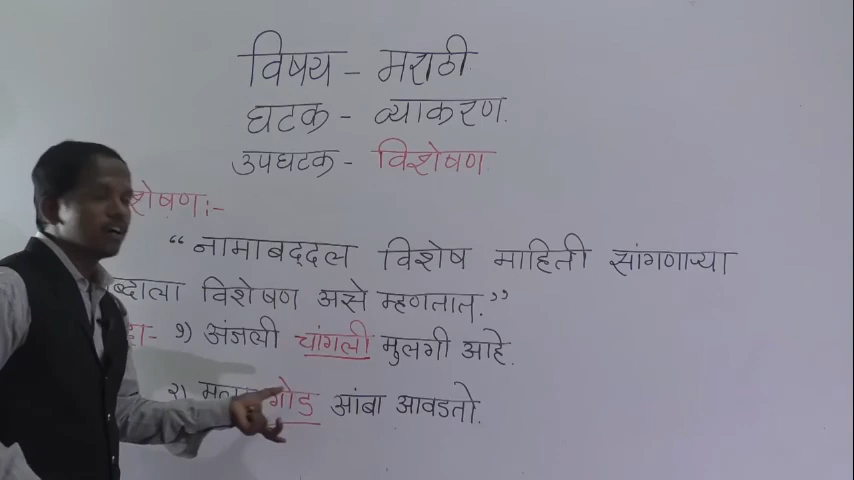 विषय - मराठी
घटक - व्याकरण.
उपघटक - विशेषण
शेषण:-
“नामाबद्दल विशेष माहिती सांगणाऱ्या
ब्दाला विशेषण असे म्हणतात.”
१) अंजली चांगली मुलगी आहे.
२) गोड आंबा आवडतो.